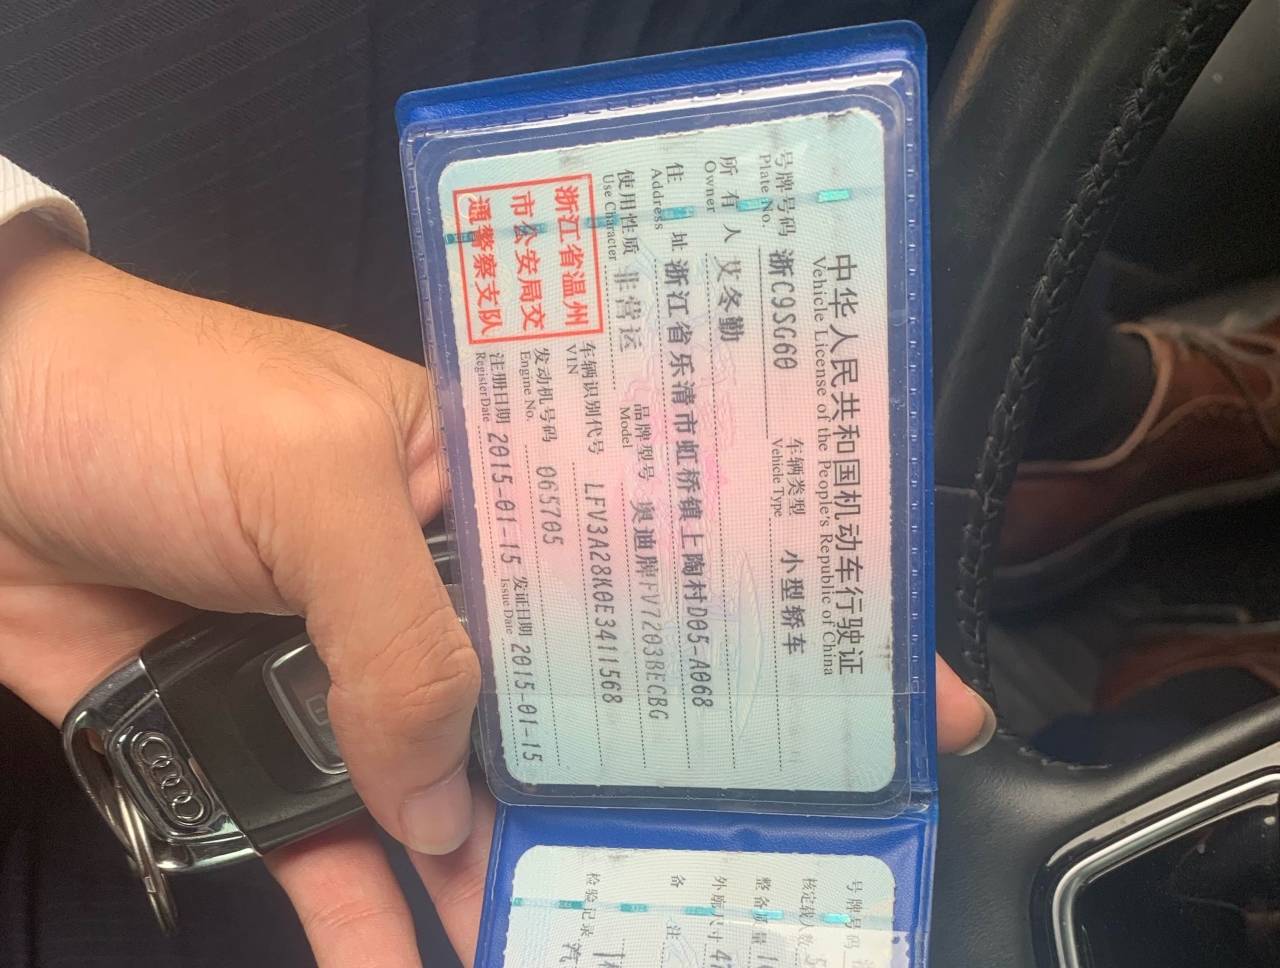 中华人民共和国机动车行驶证
Vehicle License of the People's Republic of China
号牌号码 浙C9SG60 车辆类型 小型轿车
Plate No. Vehicle Type
所有人 艾冬勤
Owner
住址 浙江省乐清市虹桥镇上陶村D05-A068
Address
使用性质 非营运 品牌型号 奥迪牌FV7203BECBG
Use Character Model
浙江省温州
市公安局交
通警察支队
车辆识别代号 LFV3A28K0E3411568
VIN
发动机号码 065705
Engine No.
注册日期 2015-01-15 发证日期 2015-01-15
Register Date Issue Date
号牌号码
核定载人数 5
整备质量
外廓尺寸 47
备注
检验记录